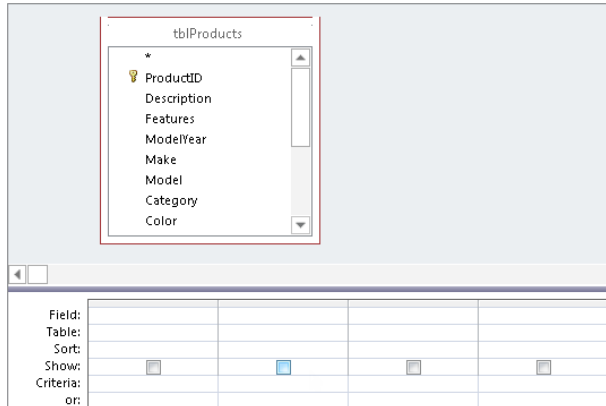 tblProducts
*
ProductID
Description
Features
ModelYear
Make
Model
Category
Color
Field:
Table:
Sort:
Show:
Criteria:
or: